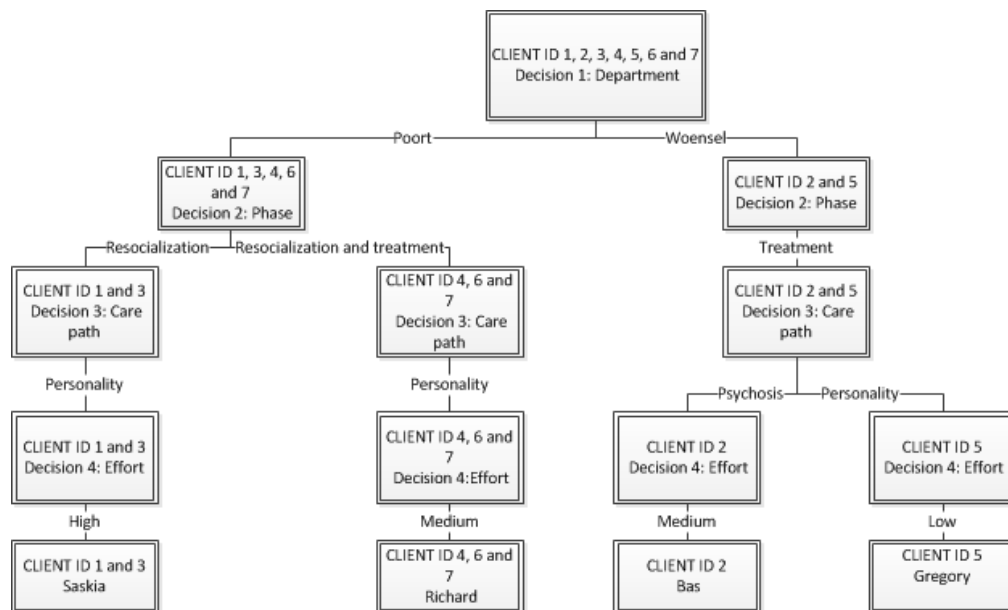 CLIENT ID 1, 2, 3, 4, 5, 6 and 7
Decision 1: Department
Poort
Woensel
CLIENT ID 1, 3, 4, 6
and 7
Decision 2: Phase
CLIENT ID 2 and 5
Decision 2: Phase
Resocialization
Resocialization and treatment
Treatment
CLIENT ID 1 and 3
Decision 3: Care
path
CLIENT ID 4, 6 and
7
Decision 3: Care
path
CLIENT ID 2 and 5
Decision 3: Care
path
Personality
Personality
Psychosis
Personality
CLIENT ID 1 and 3
Decision 4: Effort
CLIENT ID 4, 6 and
7
Decision 4:Effort
CLIENT ID 2
Decision 4: Effort
CLIENT ID 5
Decision 4: Effort
High
Medium
Medium
Low
CLIENT ID 1 and 3
Saskia
CLIENT ID 4, 6 and
7
Richard
CLIENT ID 2
Bas
CLIENT ID 5
Gregory